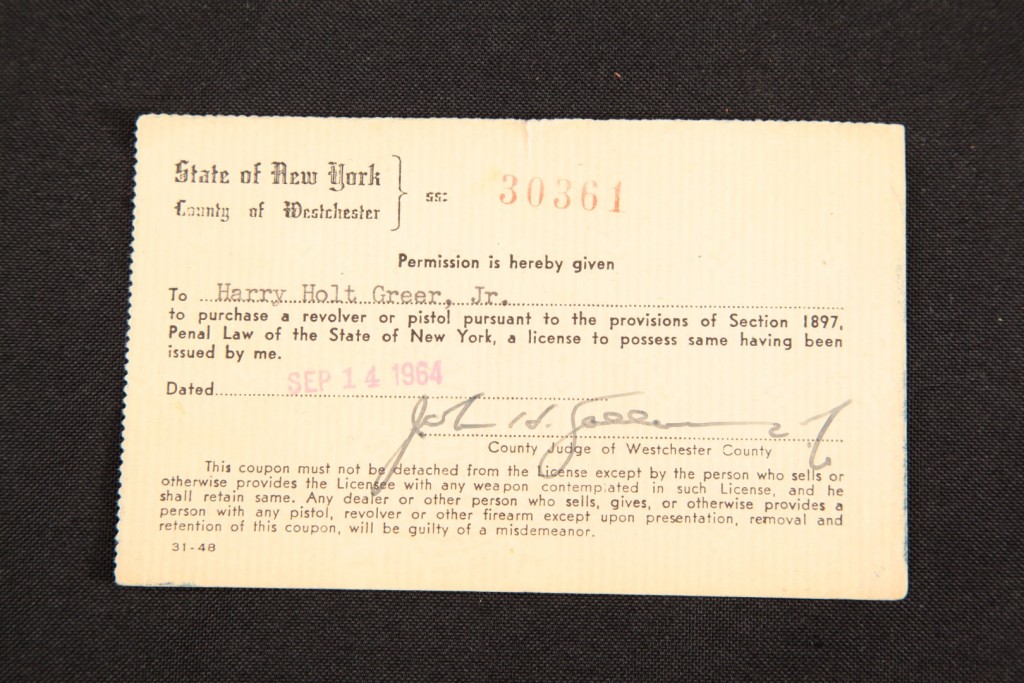 State of New York
County of Westchester
ss:
30361
Permission is hereby given
To Harry Holt Greer, Jr.
to purchase a revolver or pistol pursuant to the provisions of Section 1897,
Penal Law of the State of New York, a license to possess same having been
issued by me.
Dated SEP 14 1964
John H.
County Judge of Westchester County
This coupon must not be detached from the License except by the person who sells or
otherwise provides the Licensee with any weapon contemplated in such License, and he
shall retain same. Any dealer or other person who sells, gives, or otherwise provides a
person with any pistol, revolver or other firearm except upon presentation, removal and
retention of this coupon, will be guilty of a misdemeanor.
31-48